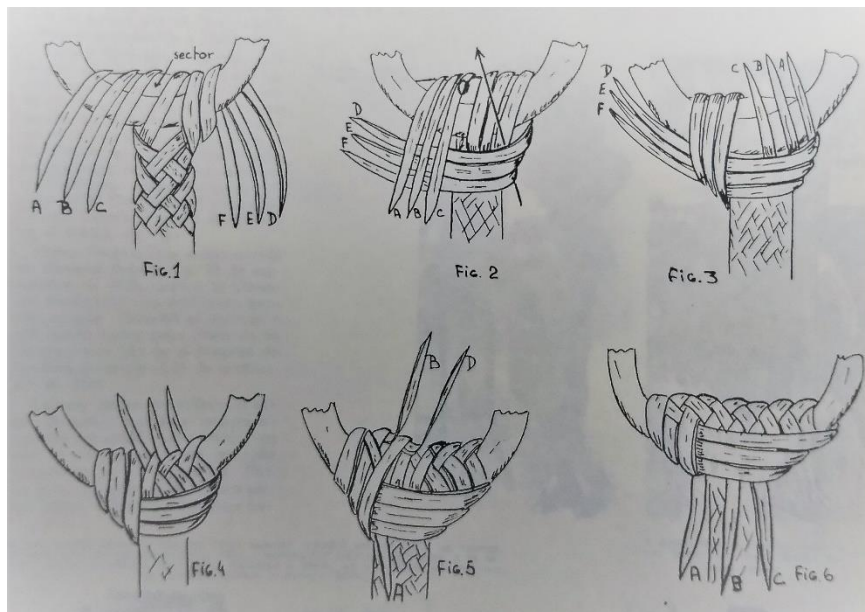 sector
A B C F E D
Fig.1
D
E
F
A B C
Fig. 2
C B A
D
E
F
Fig.3
Fig.4
B D
A
Fig.5
A B C
Fig 6